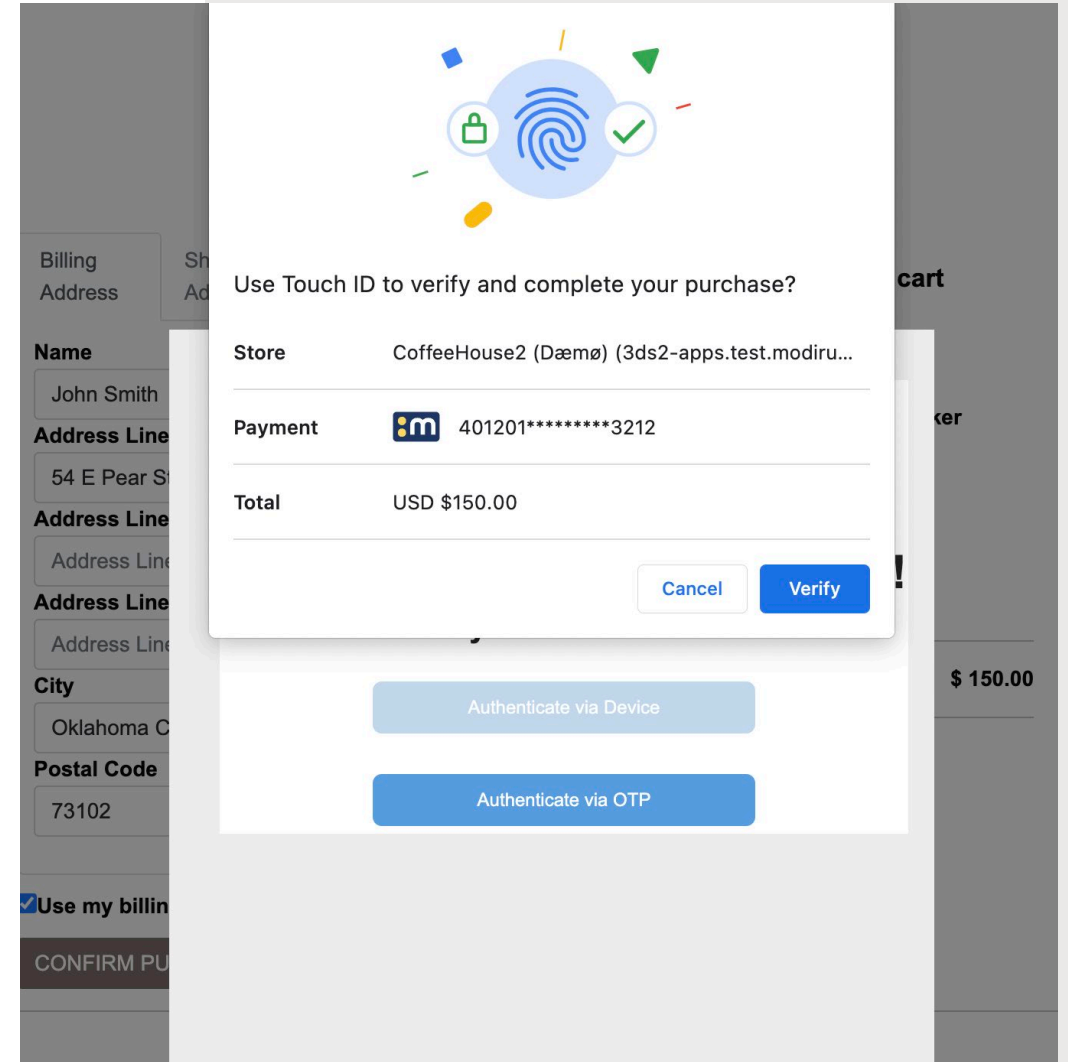 Use Touch ID to verify and complete your purchase?
Store CoffeeHouse2 (Dæmø) (3ds2-apps.test.modiru...
Payment :m 401201*********3212
Total USD $150.00
Cancel Verify
Authenticate via Device
Authenticate via OTP
Billing
Address
Sh
Ad
Name
John Smith
Address Line
54 E Pear S
Address Line
Address Line
Address Line
Address Line
City
Oklahoma C
Postal Code
73102
Use my billin
CONFIRM PU
cart
ker
!
$ 150.00